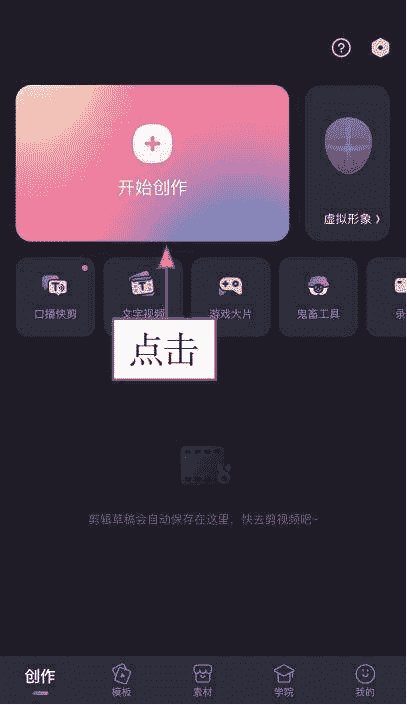 开始创作
虚拟形象 >
口播快剪
文字视频
游戏大片
鬼畜工具
录
点击
剪辑草稿会自动保存在这里，快去剪视频吧~
创作
模板
素材
学院
我的